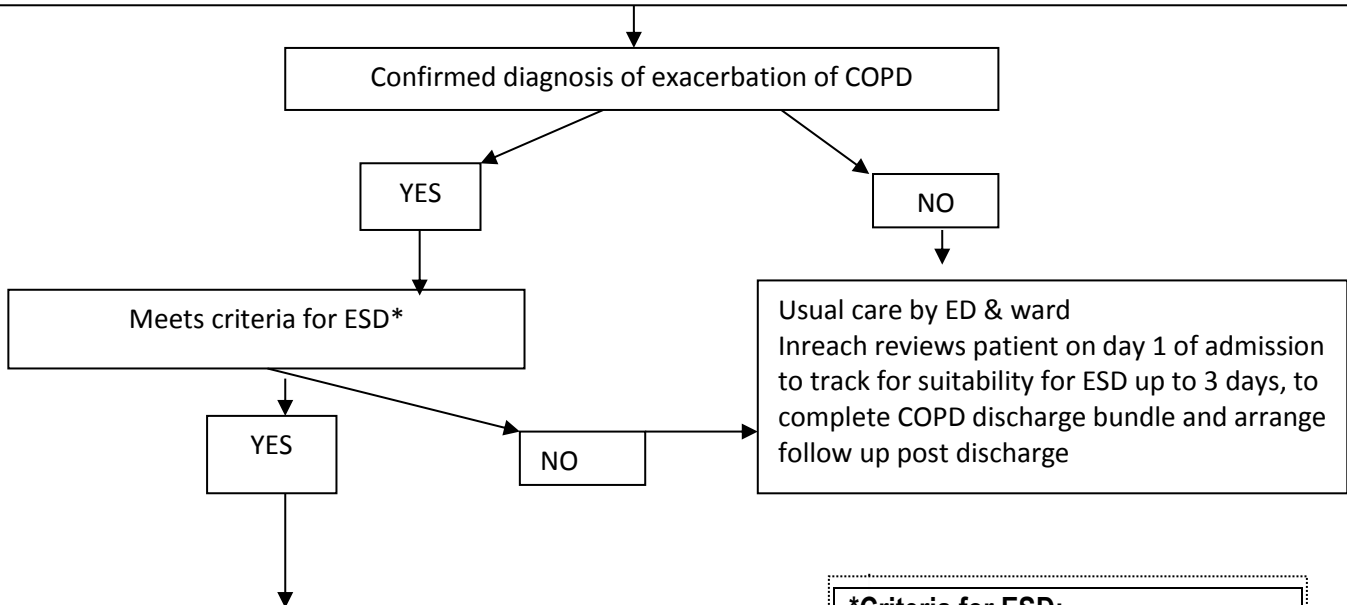 Confirmed diagnosis of exacerbation of COPD
YES
NO
Meets criteria for ESD*
Usual care by ED & ward
Inreach reviews patient on day 1 of admission
to track for suitability for ESD up to 3 days, to
complete COPD discharge bundle and arrange
follow up post discharge
YES
NO
*Criteria for ESD: